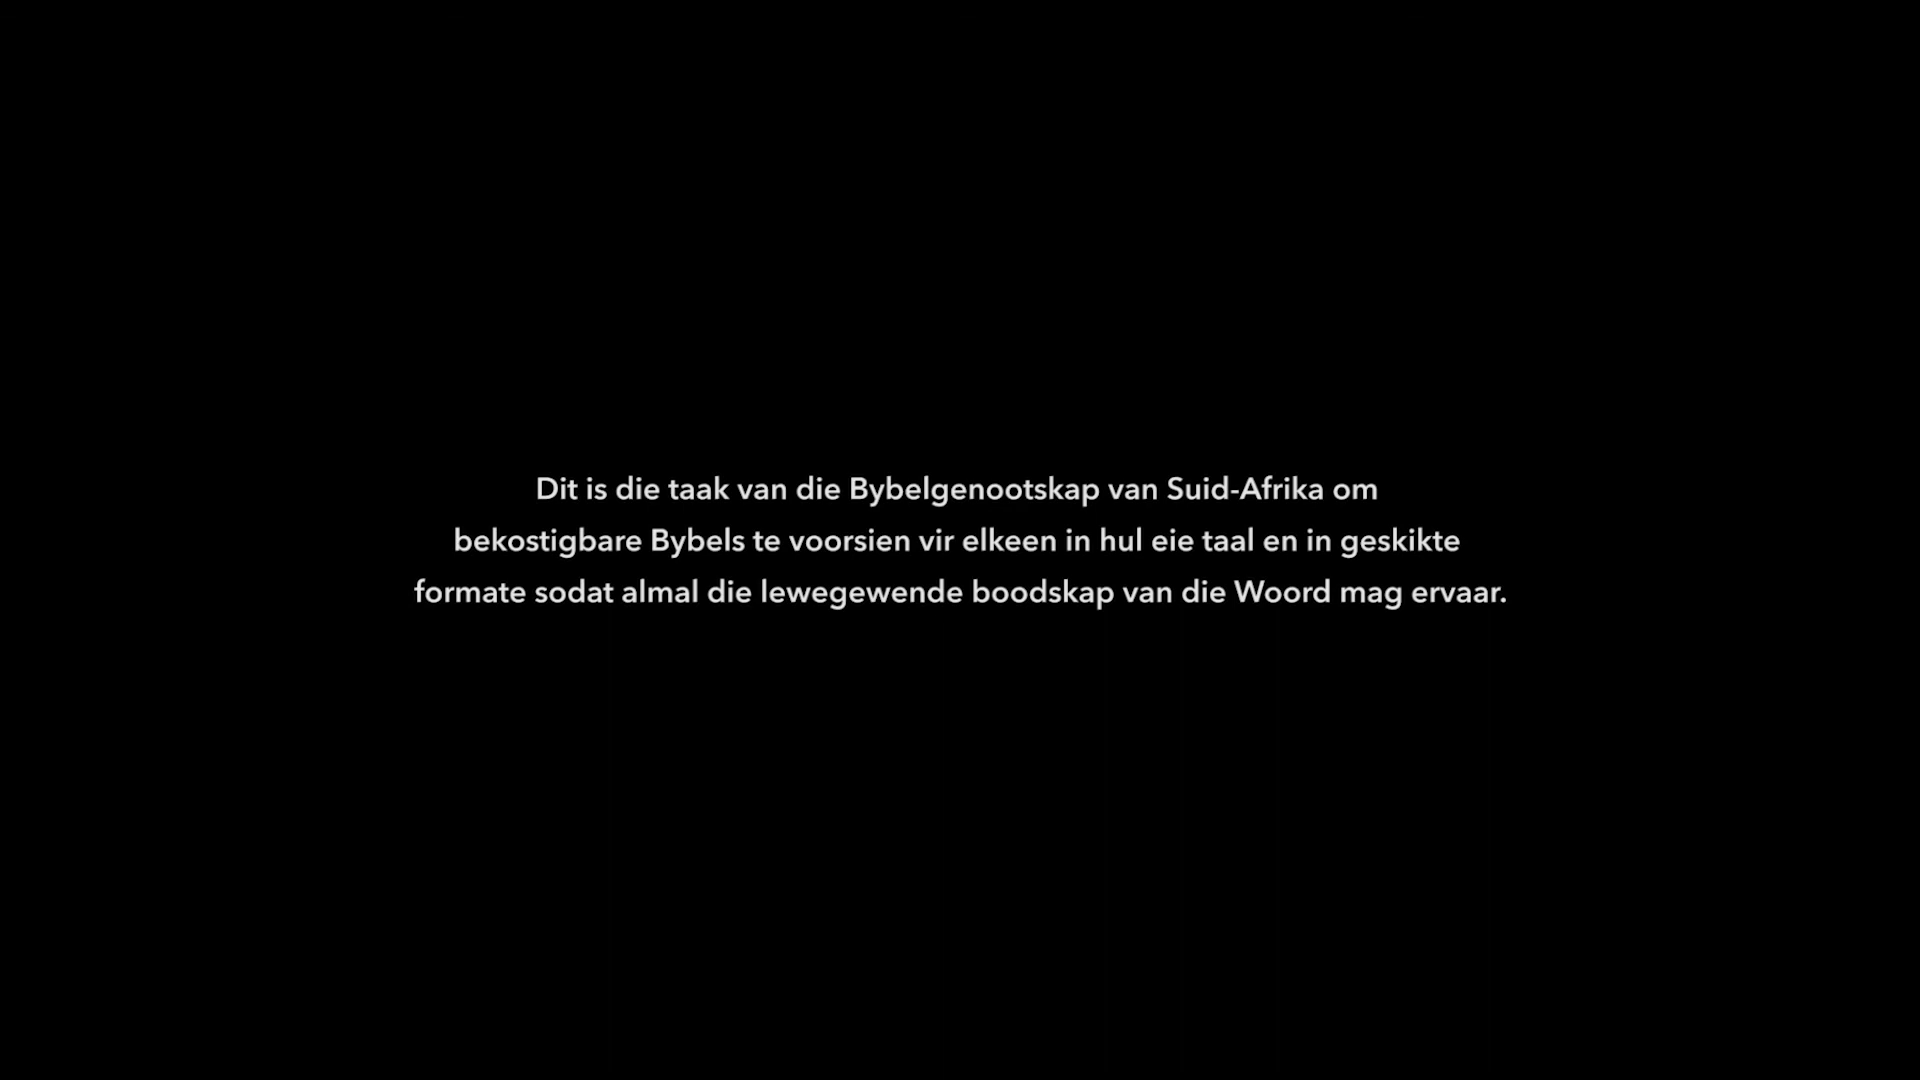 Dit is die taak van die Bybelgenootskap van Suid-Afrika om
bekostigbare Bybels te voorsien vir elkeen in hul eie taal en in geskikte
formate sodat almal die lewegewende boodskap van die Woord mag ervaar.